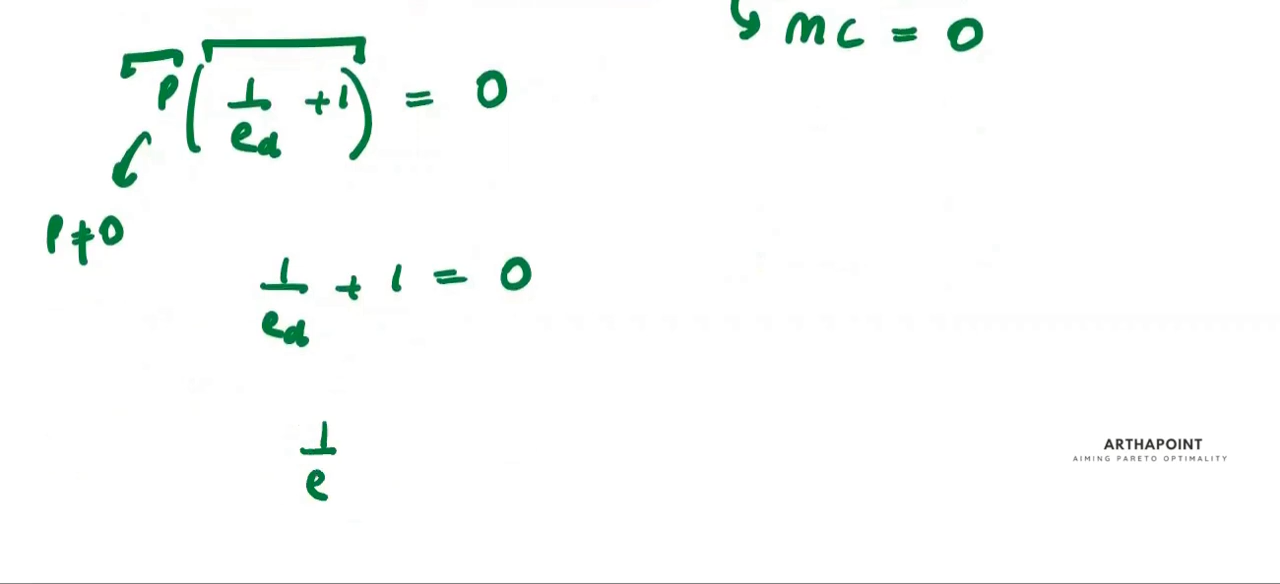 ↳ MC = 0
P(1/ed + 1) = 0
P ≠ 0
1/ed + 1 = 0
1/e
ARTHAPOINT
AIMING PARETO OPTIMALITY